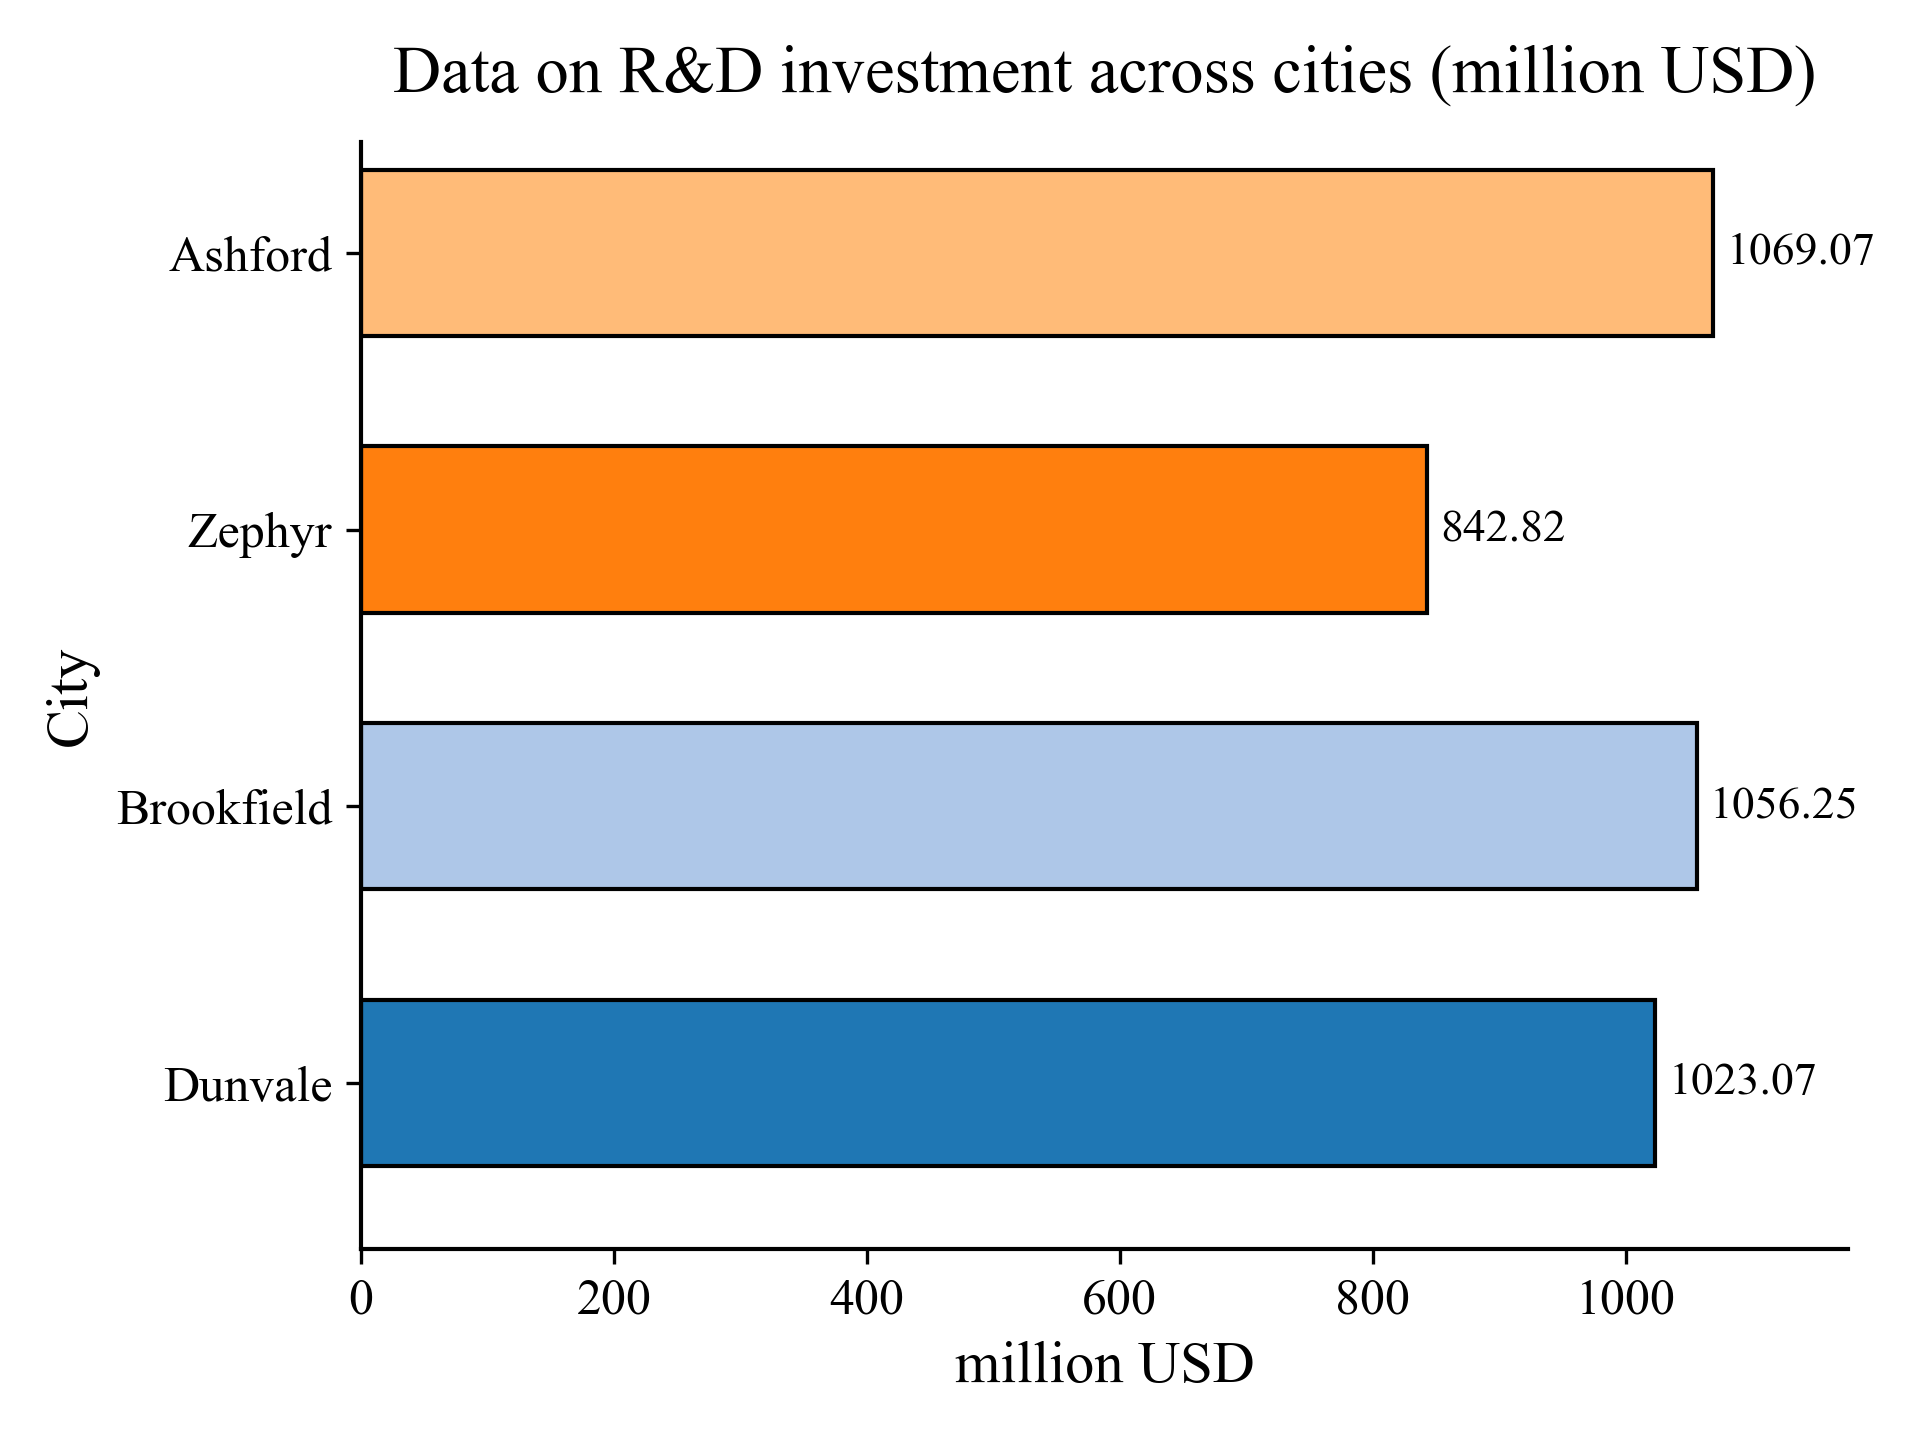 Data on R&D investment across cities (million USD)
Ashford
1069.07
Zephyr
842.82
City
Brookfield
1056.25
Dunvale
1023.07
0 200 400 600 800 1000
million USD